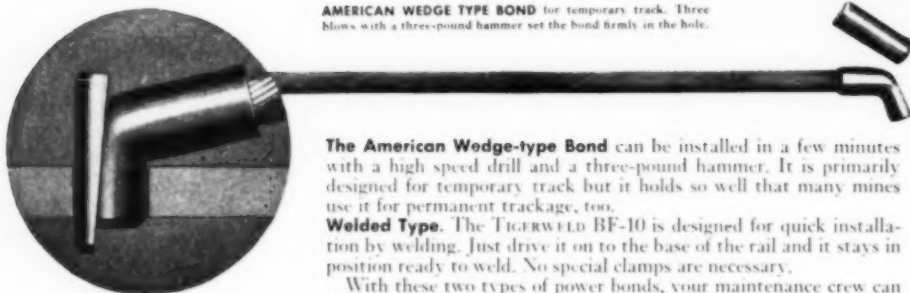 AMERICAN WEDGE TYPE BOND for temporary track. Three
blows with a three-pound hammer set the bond firmly in the hole.
The American Wedge-type Bond can be installed in a few minutes
with a high speed drill and a three-pound hammer. It is primarily
designed for temporary track but it holds so well that many mines
use it for permanent trackage, too.
Welded Type. The TIGERWELD BF-10 is designed for quick installa-
tion by welding. Just drive it on to the base of the rail and it stays in
position ready to weld. No special clamps are necessary.
With these two types of power bonds, your maintenance crew can